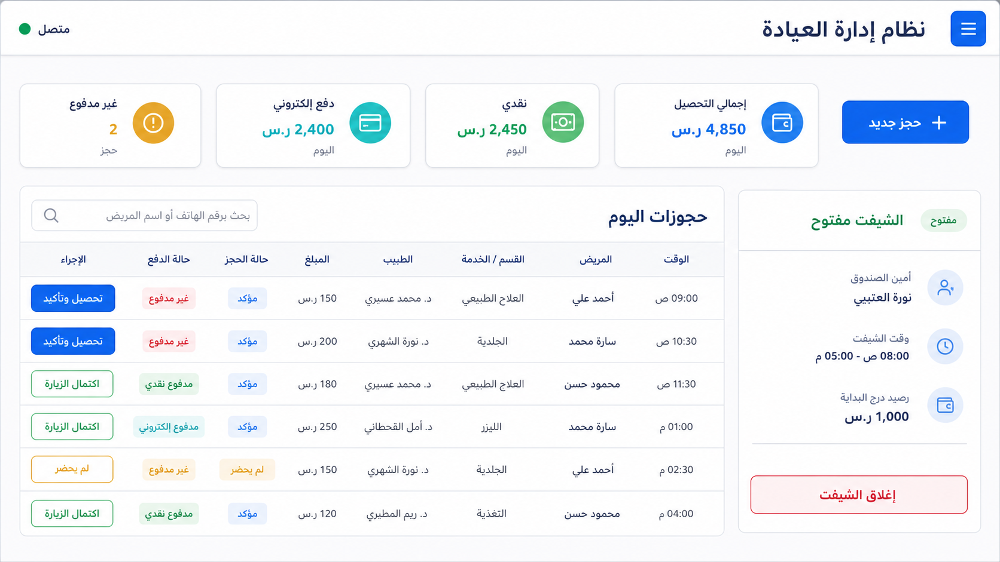 نظام إدارة العيادة
متصل
حجز جديد
إجمالي التحصيل
4,850 ر.س
اليوم
نقدي
2,450 ر.س
اليوم
دفع إلكتروني
2,400 ر.س
اليوم
غير مدفوع
2
حجز
مفتوح
الشيفت مفتوح
أمين الصندوق
نورة العتيبي
وقت الشيفت
08:00 ص - 05:00 م
رصيد درج البداية
1,000 ر.س
إغلاق الشيفت
حجوزات اليوم
بحث برقم الهاتف أو اسم المريض
الوقت المريض القسم / الخدمة الطبيب المبلغ حالة الحجز حالة الدفع الإجراء
09:00 ص أحمد علي العلاج الطبيعي د. محمد عسيري 150 ر.س مؤكد غير مدفوع تحصيل وتأكيد
10:30 ص سارة محمد الجلدية د. نورة الشهري 200 ر.س مؤكد غير مدفوع تحصيل وتأكيد
11:30 ص محمود حسن العلاج الطبيعي د. محمد عسيري 180 ر.س مؤكد مدفوع نقدي اكتمال الزيارة
01:00 م سارة محمد الليزر د. أمل القحطاني 250 ر.س مؤكد مدفوع إلكتروني اكتمال الزيارة
02:30 م أحمد علي الجلدية د. نورة الشهري 150 ر.س لم يحضر غير مدفوع لم يحضر
04:00 م محمود حسن التغذية د. ريم المطيري 120 ر.س مؤكد مدفوع نقدي اكتمال الزيارة